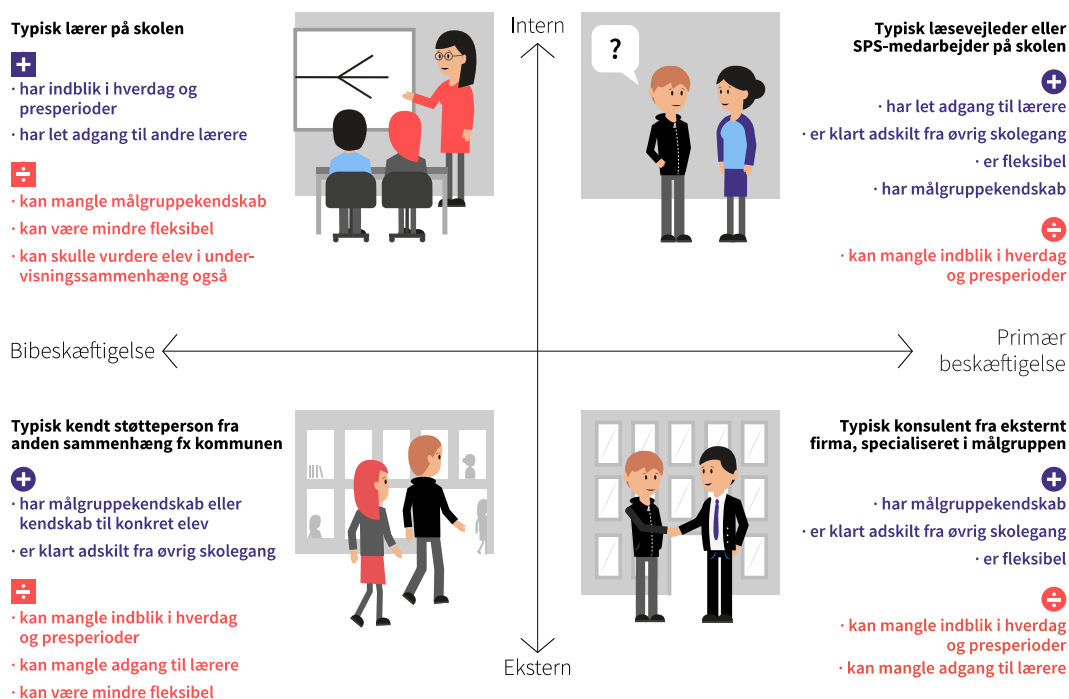 Typisk lærer på skolen
+
· har indblik i hverdag og
presperioder
· har let adgang til andre lærere
÷
· kan mangle målgruppekendskab
· kan være mindre fleksibel
· kan skulle vurdere elev i under-
visningssammenhæng også
Intern
?
Typisk læsevejleder eller
SPS-medarbejder på skolen
+
· har let adgang til lærere
· er klart adskilt fra øvrig skolegang
· er fleksibel
· har målgruppekendskab
÷
· kan mangle indblik i hverdag
og presperioder
Bibeskæftigelse
Primær
beskæftigelse
Typisk kendt støtteperson fra
anden sammenhæng fx kommunen
+
· har målgruppekendskab eller
kendskab til konkret elev
· er klart adskilt fra øvrig skolegang
÷
· kan mangle indblik i hverdag
og presperioder
· kan mangle adgang til lærere
· kan være mindre fleksibel
Typisk konsulent fra eksternt
firma, specialiseret i målgruppen
+
· har målgruppekendskab
· er klart adskilt fra øvrig skolegang
· er fleksibel
÷
· kan mangle indblik i hverdag
og presperioder
· kan mangle adgang til lærere
Ekstern